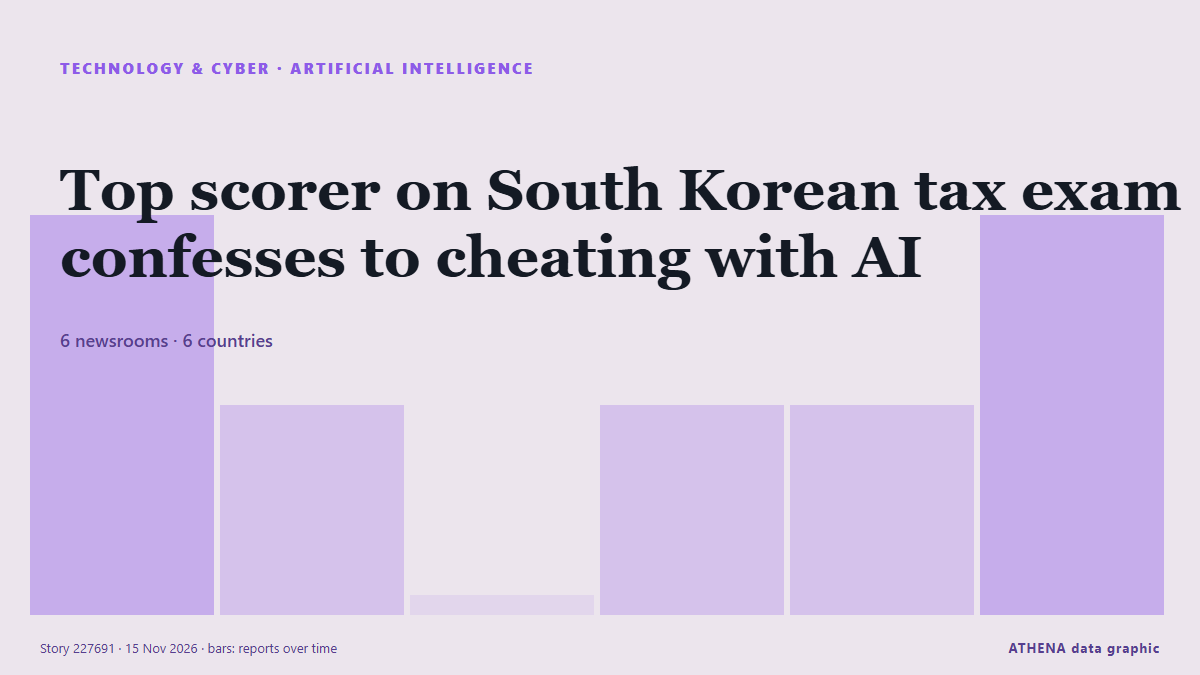 TECHNOLOGY & CYBER · ARTIFICIAL INTELLIGENCE
Top scorer on South Korean tax exam
confesses to cheating with AI
6 newsrooms · 6 countries
Story 227691 · 15 Nov 2026 · bars: reports over time
ATHENA data graphic